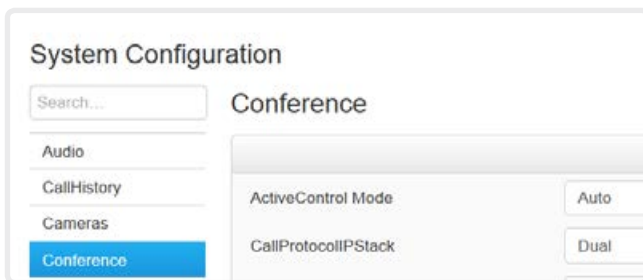 System Configuration
Search...
Audio
CallHistory
Cameras
Conference
Conference
ActiveControl Mode Auto
CallProtocolIPStack Dual